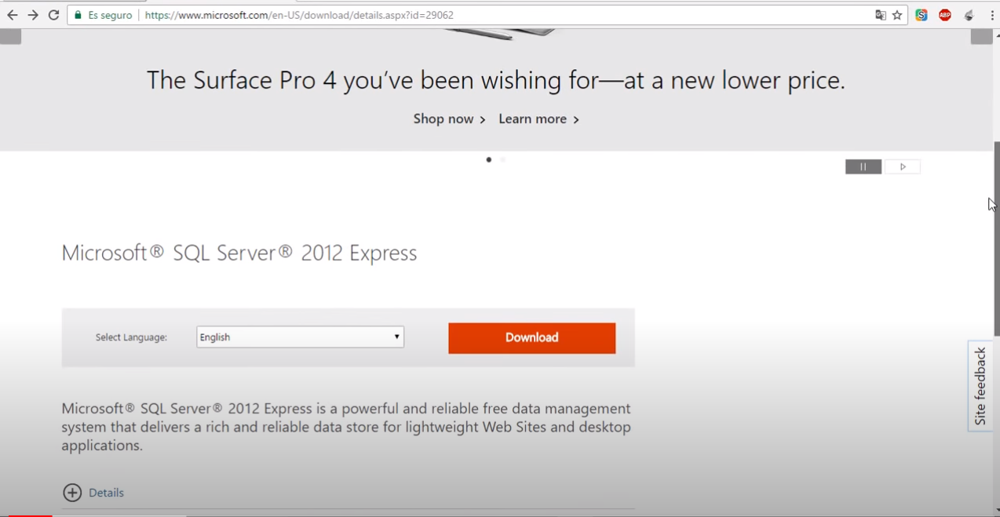 Es seguro
https://www.microsoft.com/en-US/download/details.aspx?id=29062
S ABP
The Surface Pro 4 you've been wishing for—at a new lower price.
Shop now > Learn more >
Microsoft® SQL Server® 2012 Express
Select Language: English Download
Site feedback
Microsoft® SQL Server® 2012 Express is a powerful and reliable free data management
system that delivers a rich and reliable data store for lightweight Web Sites and desktop
applications.
Details